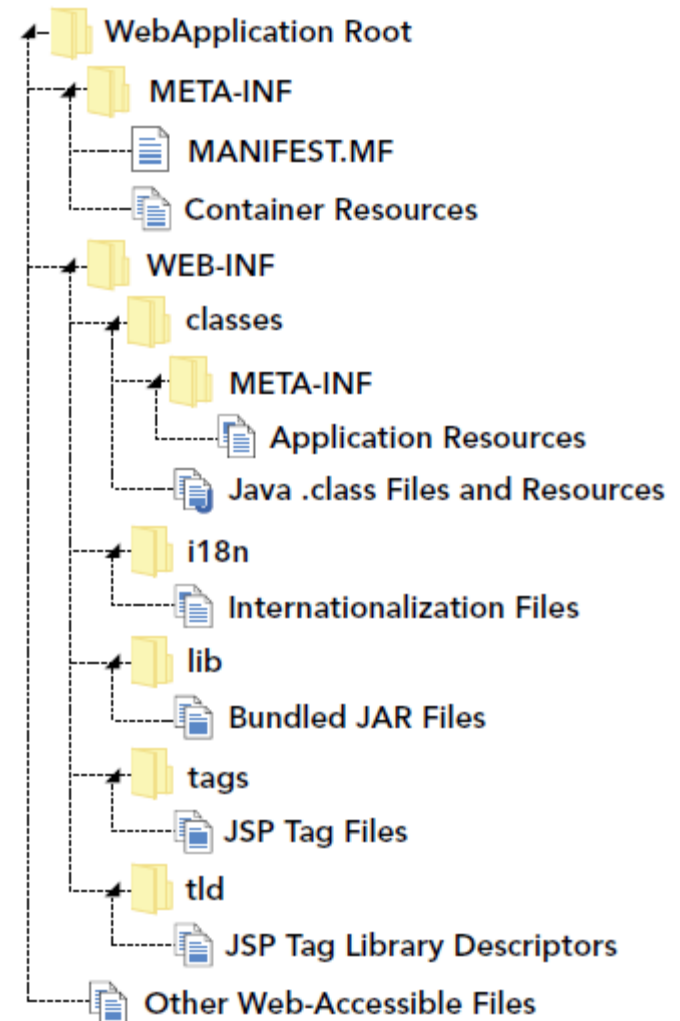 WebApplication Root
META-INF
MANIFEST.MF
Container Resources
WEB-INF
classes
META-INF
Application Resources
Java .class Files and Resources
i18n
Internationalization Files
lib
Bundled JAR Files
tags
JSP Tag Files
tld
JSP Tag Library Descriptors
Other Web-Accessible Files